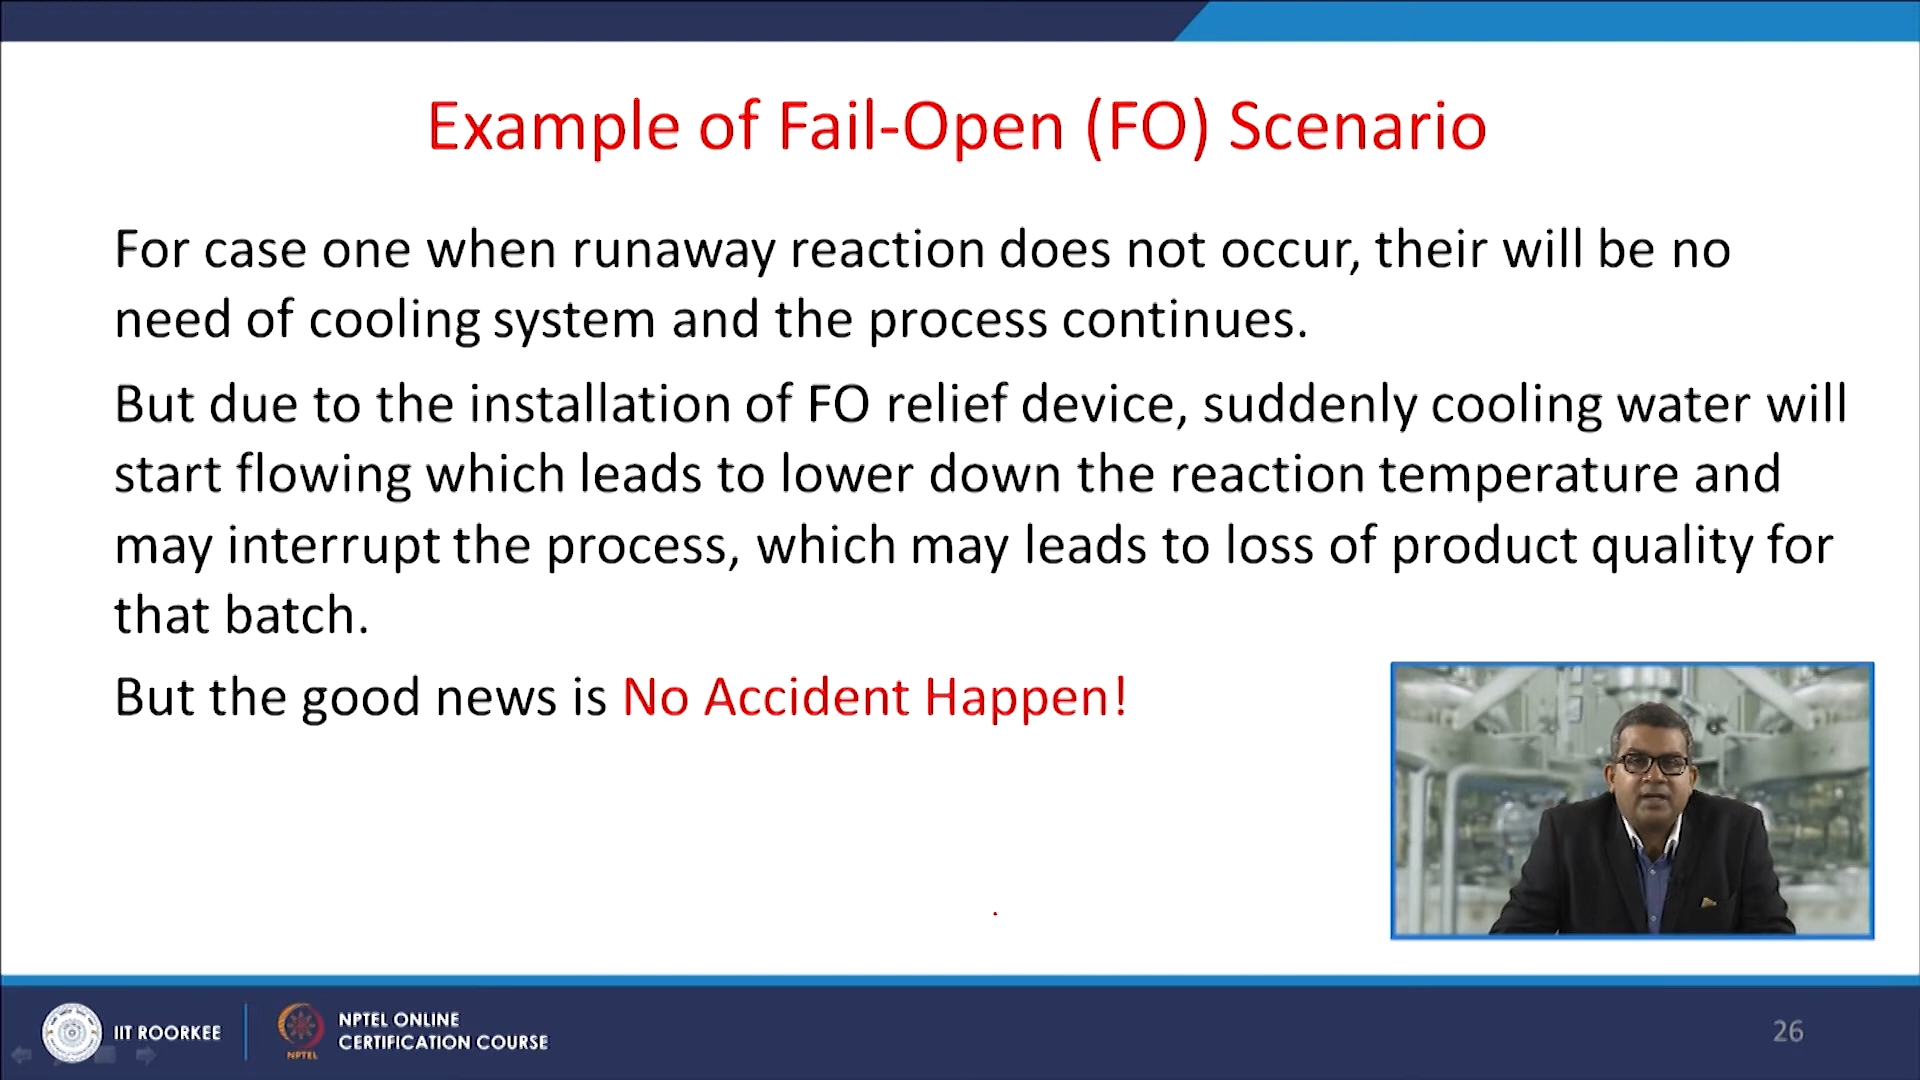 Example of Fail-Open (FO) Scenario
For case one when runaway reaction does not occur, their will be no
need of cooling system and the process continues.
But due to the installation of FO relief device, suddenly cooling water will
start flowing which leads to lower down the reaction temperature and
may interrupt the process, which may leads to loss of product quality for
that batch.
But the good news is No Accident Happen!
IIT ROORKEE
NPTEL
NPTEL ONLINE
CERTIFICATION COURSE
26